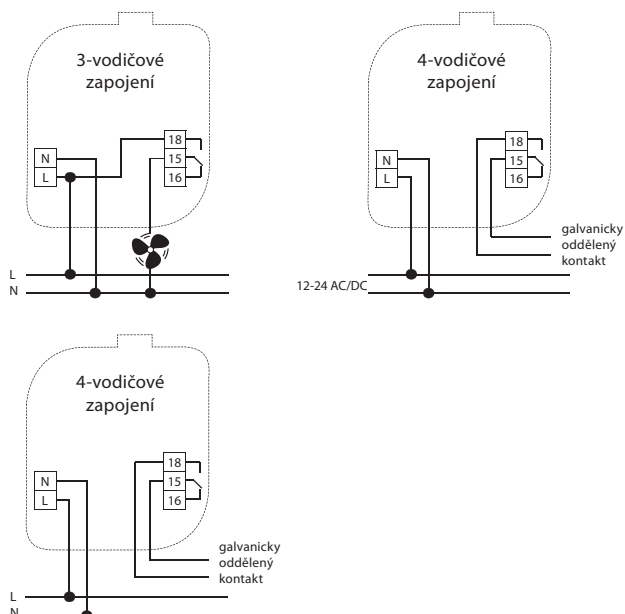 3-vodičové
zapojení
18
N
15
L
16
L
N
4-vodičové
zapojení
18
N
15
L
16
galvanicky
oddělený
kontakt
12-24 AC/DC
4-vodičové
zapojení
18
N
15
L
16
galvanicky
oddělený
kontakt
L
N